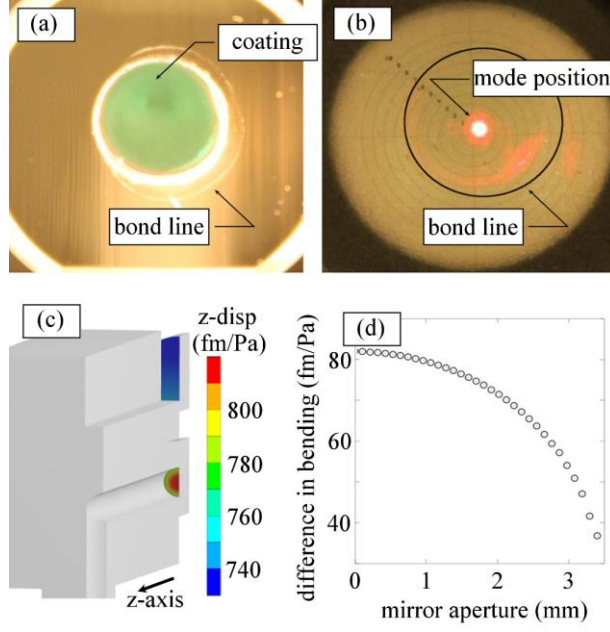 (a)
coating
bond line
(b)
mode position
bond line
(c)
z-disp
(fm/Pa)
800
780
760
740
z-axis
(d)
difference in bending (fm/Pa)
80
60
40
0
1
2
3
mirror aperture (mm)